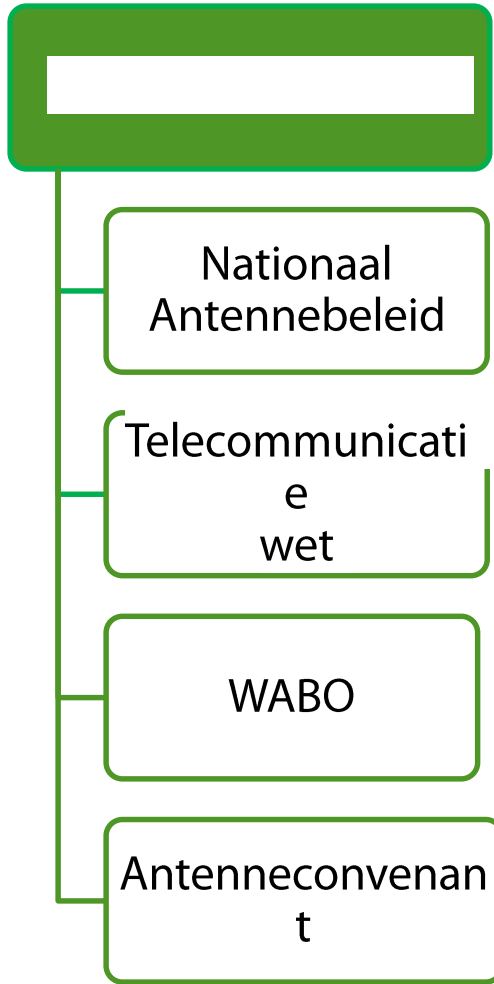 Nationaal
Antennebeleid
Telecommunicati
e
wet
WABO
Antenneconvenan
t